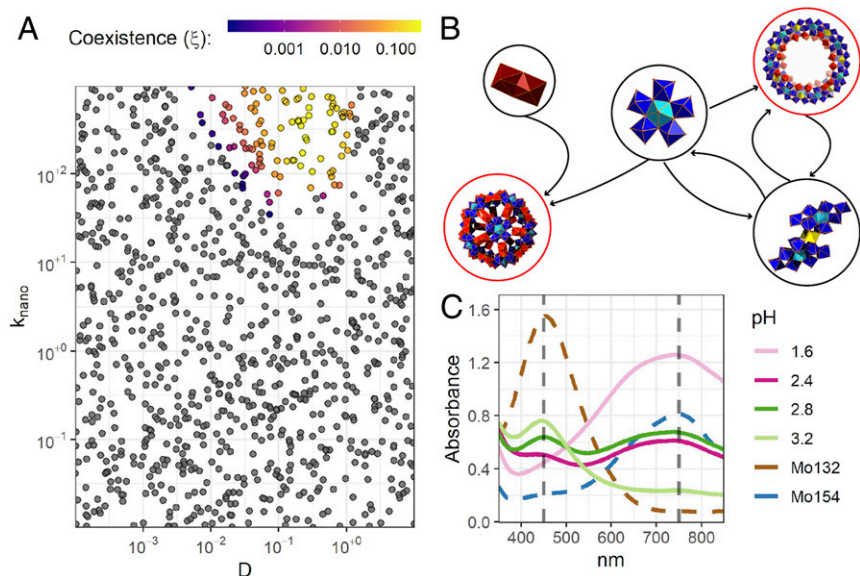 A
Coexistence (ξ):
0.001 0.010 0.100
k_nano
10⁺²
10⁺¹
10⁺⁰
10⁻¹
10⁻³ 10⁻² 10⁻¹ 10⁺⁰
D
B
C
Absorbance
1.6
1.2
0.8
0.4
0.0
400 500 600 700 800
nm
pH
1.6
2.4
2.8
3.2
Mo132
Mo154